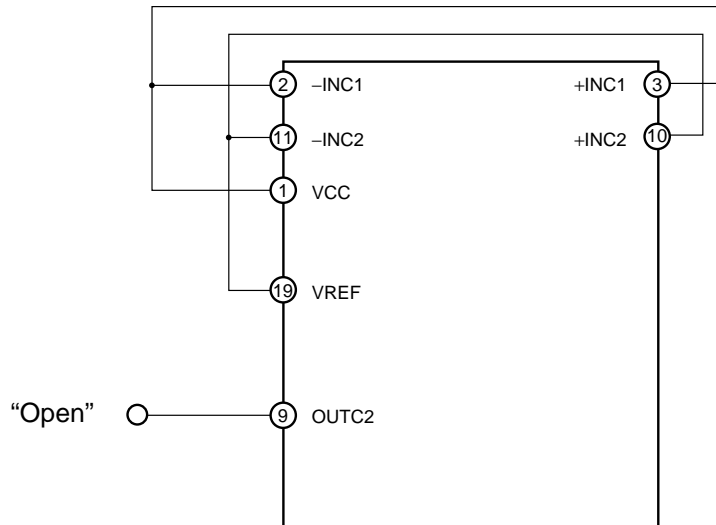 2 −INC1 +INC1 3
11 −INC2 +INC2 10
1 VCC
19 VREF
“Open” 9 OUTC2